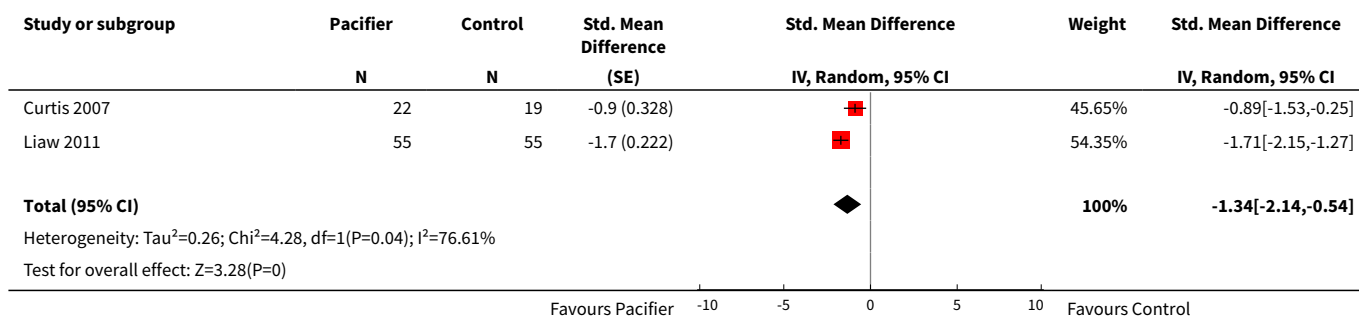 Study or subgroup Pacifier Control Std. Mean Difference Std. Mean Difference Weight Std. Mean Difference
N N (SE) IV, Random, 95% CI IV, Random, 95% CI
Curtis 2007 22 19 -0.9 (0.328) 45.65% -0.89[-1.53,-0.25]
Liaw 2011 55 55 -1.7 (0.222) 54.35% -1.71[-2.15,-1.27]
Total (95% CI) 100% -1.34[-2.14,-0.54]
Heterogeneity: Tau²=0.26; Chi²=4.28, df=1(P=0.04); I²=76.61%
Test for overall effect: Z=3.28(P=0)
Favours Pacifier -10 -5 0 5 10 Favours Control